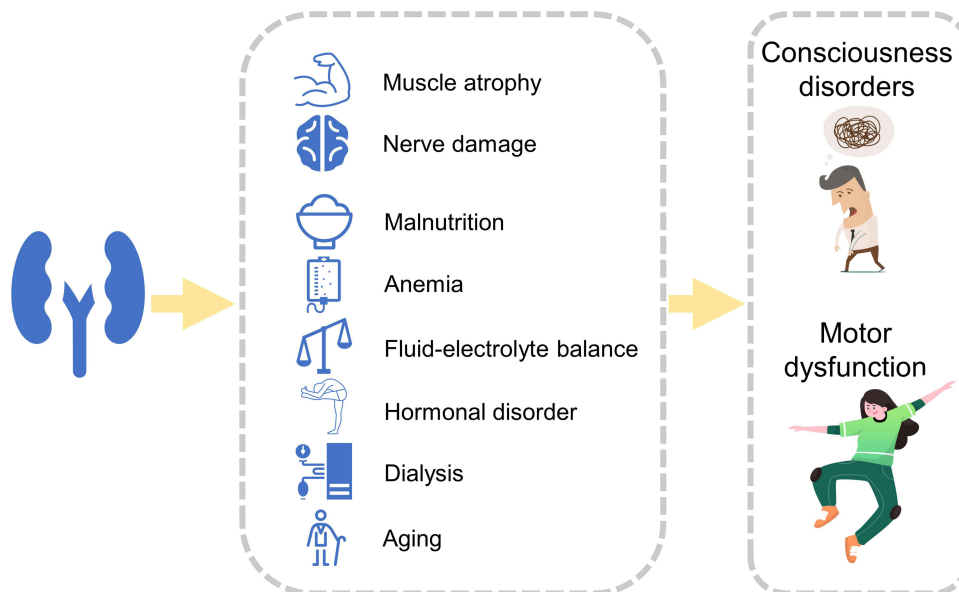 Muscle atrophy
Nerve damage
Malnutrition
Anemia
Fluid-electrolyte balance
Hormonal disorder
Dialysis
Aging
Consciousness
disorders
Motor
dysfunction